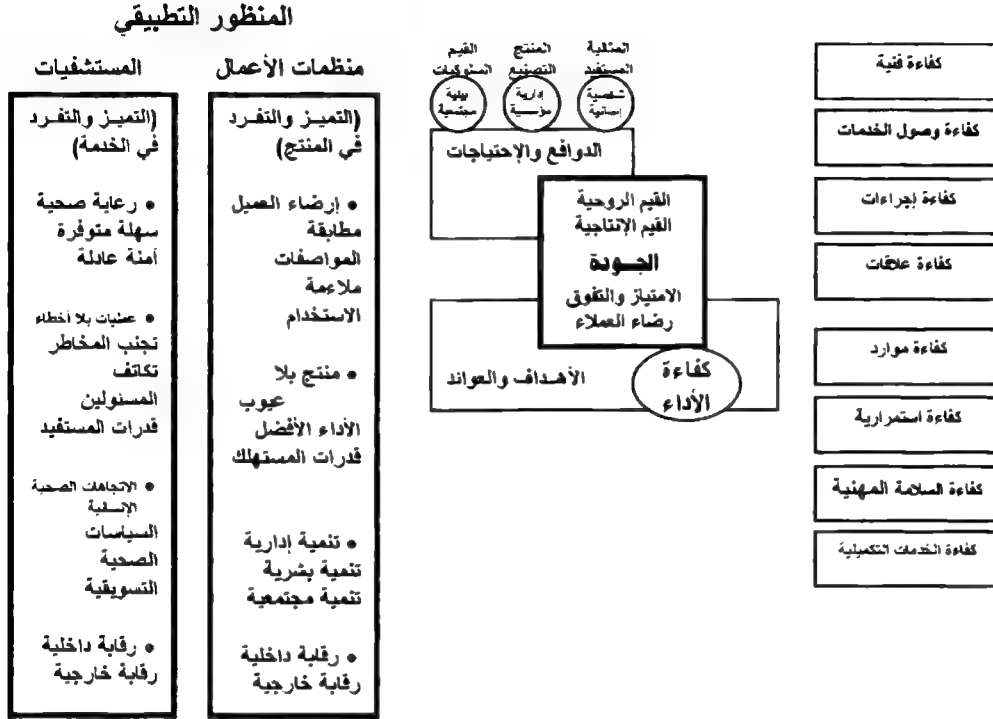 كفاءة فنية
كفاءة وصول الخدمات
كفاءة إجراءات
كفاءة علاقات
كفاءة موارد
كفاءة استمرارية
كفاءة السلامة المهنية
كفاءة الخدمات التكميلية
المثالية
المستفيد
شخصية
إنسانية
المنتج
التصنيع
إدارية
مؤسسة
القيم
السلوكيات
بيئية
مجتمعية
الدوافع والإحتياجات
القيم الروحية
القيم الإنتاجية
الجـودة
الامتياز والتفوق
رضاء العملاء
الأهداف والعوائد
كفاءة
الأداء
المنظور التطبيقي
منظمات الأعمال
(التميز والتفرد
في المنتج)
• إرضاء العميل
مطابقة
المواصفات
ملاءمة
الاستخدام
• منتج بلا
عيوب
الأداء الأفضل
قدرات المستهلك
• تنمية إدارية
تنمية بشرية
تنمية مجتمعية
• رقابة داخلية
رقابة خارجية
المستشفيات
(التميز والتفرد
في الخدمة)
• رعاية صحية
سهلة متوفرة
آمنة عادلة
• عمليات بلا أخطاء
تجنب المخاطر
تكاتف
المسئولين
قدرات المستفيد
• الاتجاهات الصحية
الإنسانية
السياسات
الصحية
التسويقية
• رقابة داخلية
رقابة خارجية